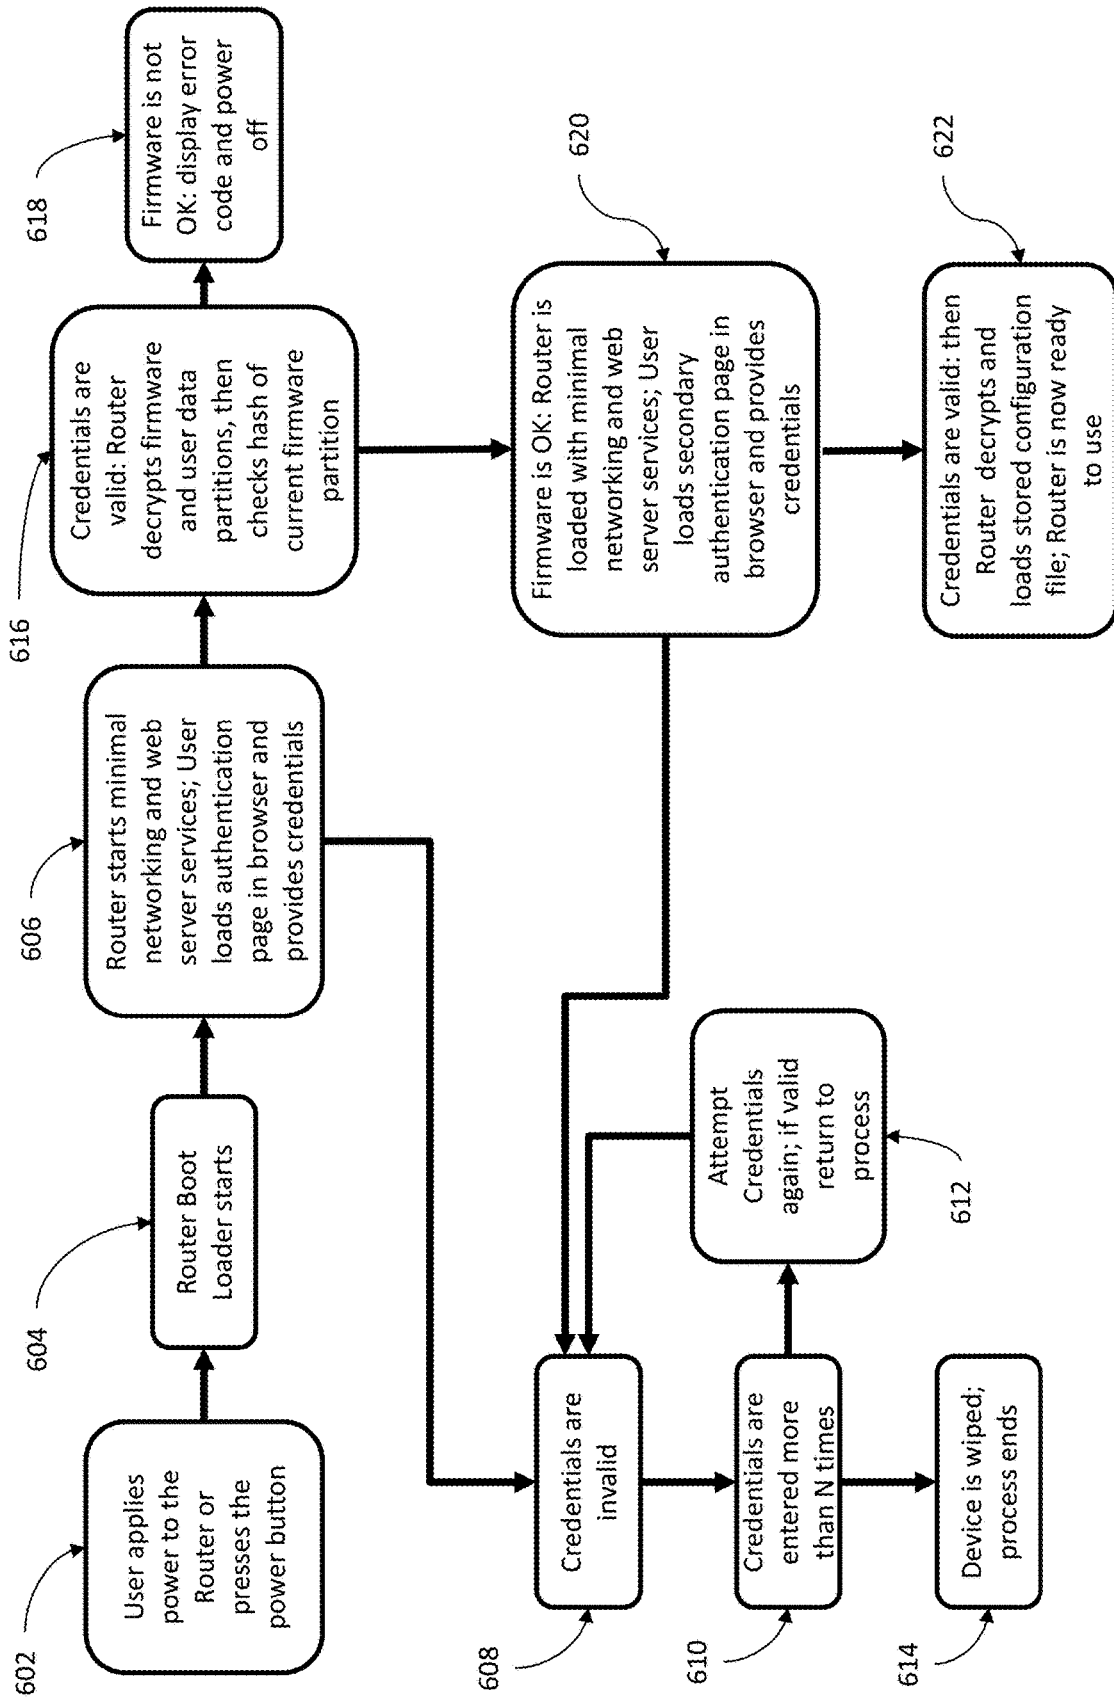 602
User applies
power to the
Router or
presses the
power button
604
Router Boot
Loader starts
606
Router starts minimal
networking and web
server services; User
loads authentication
page in browser and
provides credentials
616
Credentials are
valid: Router
decrypts firmware
and user data
partitions, then
checks hash of
current firmware
partition
618
Firmware is not
OK: display error
code and power
off
608
Credentials are
invalid
610
Credentials are
entered more
than N times
612
Attempt
Credentials
again; if valid
return to
process
614
Device is wiped;
process ends
620
Firmware is OK: Router is
loaded with minimal
networking and web
server services; User
loads secondary
authentication page in
browser and provides
credentials
622
Credentials are valid: then
Router decrypts and
loads stored configuration
file; Router is now ready
to use